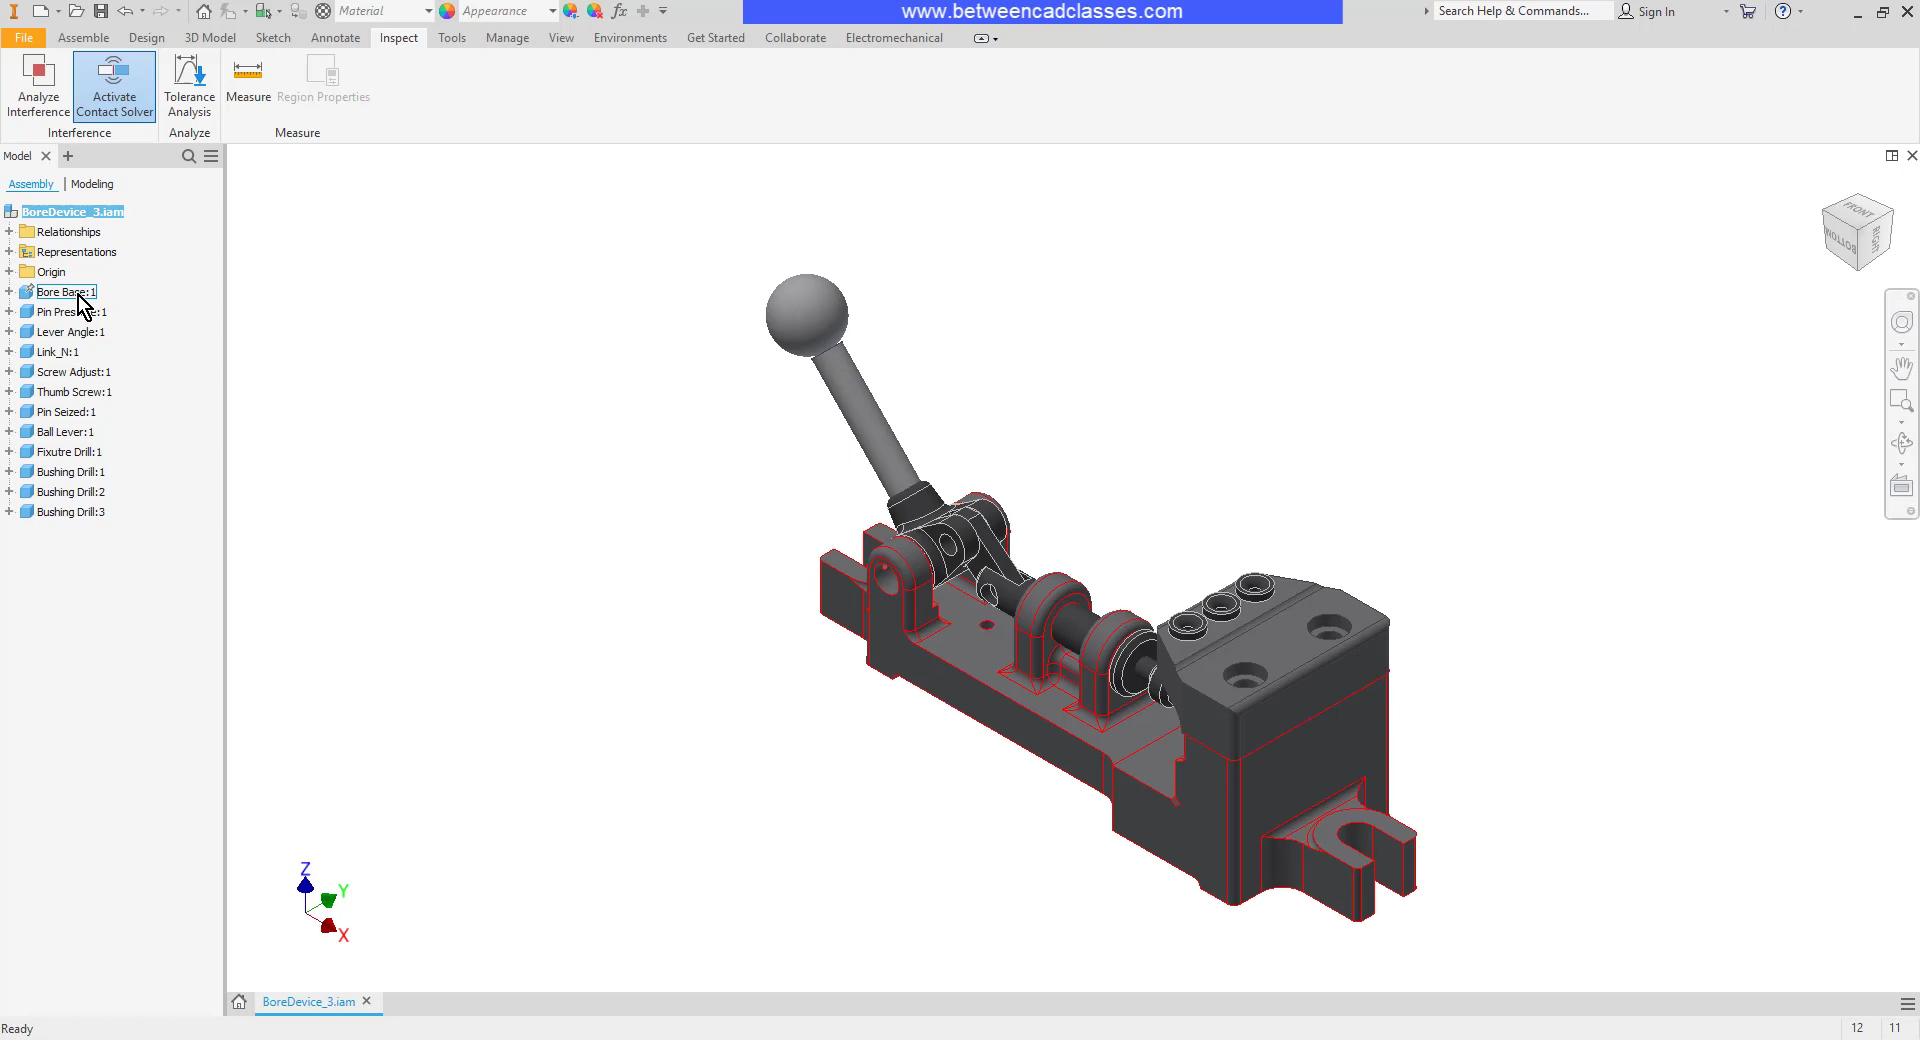 Material
Appearance
www.betweencadclasses.com
Search Help & Commands...
Sign In
File
Assemble
Design
3D Model
Sketch
Annotate
Inspect
Tools
Manage
View
Environments
Get Started
Collaborate
Electromechanical
Analyze
Interference
Activate
Contact Solver
Tolerance
Analysis
Measure
Region Properties
Interference
Analyze
Measure
Model
Assembly | Modeling
BoreDevice_3.iam
Relationships
Representations
Origin
Bore Base:1
Pin :1
Lever Angle:1
Link_N:1
Screw Adjust:1
Thumb Screw:1
Pin Seized:1
Ball Lever:1
Fixutre Drill:1
Bushing Drill:1
Bushing Drill:2
Bushing Drill:3
FRONT
BOTTOM
RIGHT
Z
Y
X
BoreDevice_3.iam
Ready
12
11